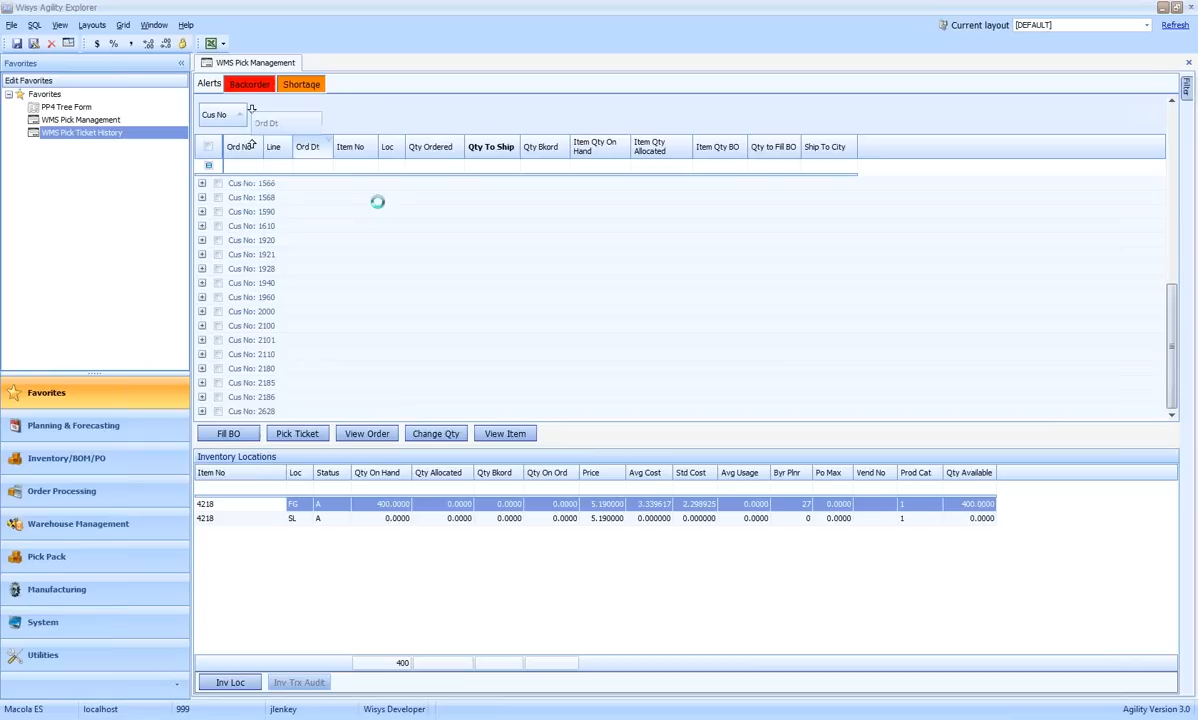 Wisys Agility Explorer
File SQL View Layouts Grid Window Help
Current layout [DEFAULT] Refresh
$ % ,
Favorites
Edit Favorites
Favorites
PP4 Tree Form
WMS Pick Management
WMS Pick Ticket History
Favorites
Planning & Forecasting
Inventory/BOM/PO
Order Processing
Warehouse Management
Pick Pack
Manufacturing
System
Utilities
WMS Pick Management
Filter
Alerts Backorder Shortage
Cus No
Ord Dt
Ord No Line Ord Dt Item No Loc Qty Ordered Qty To Ship Qty Bkord Item Qty On Hand Item Qty Allocated Item Qty BO Qty to Fill BO Ship To City
Cus No: 1566
Cus No: 1568
Cus No: 1590
Cus No: 1610
Cus No: 1920
Cus No: 1921
Cus No: 1928
Cus No: 1940
Cus No: 1960
Cus No: 2000
Cus No: 2100
Cus No: 2101
Cus No: 2110
Cus No: 2180
Cus No: 2185
Cus No: 2186
Cus No: 2628
Fill BO Pick Ticket View Order Change Qty View Item
Inventory Locations
Item No Loc Status Qty On Hand Qty Allocated Qty Bkord Qty On Ord Price Avg Cost Std Cost Avg Usage Byr Plnr Po Max Vend No Prod Cat Qty Available
4218 FG A 400.0000 0.0000 0.0000 0.0000 5.190000 3.339617 2.298925 0.0000 27 0.0000 1 400.0000
4218 SL A 0.0000 0.0000 0.0000 0.0000 5.190000 0.000000 0.000000 0.0000 0 0.0000 1 0.0000
400
Inv Loc Inv Trx Audit
Macola ES localhost 999 jlenkey Wisys Developer Agility Version 3.0